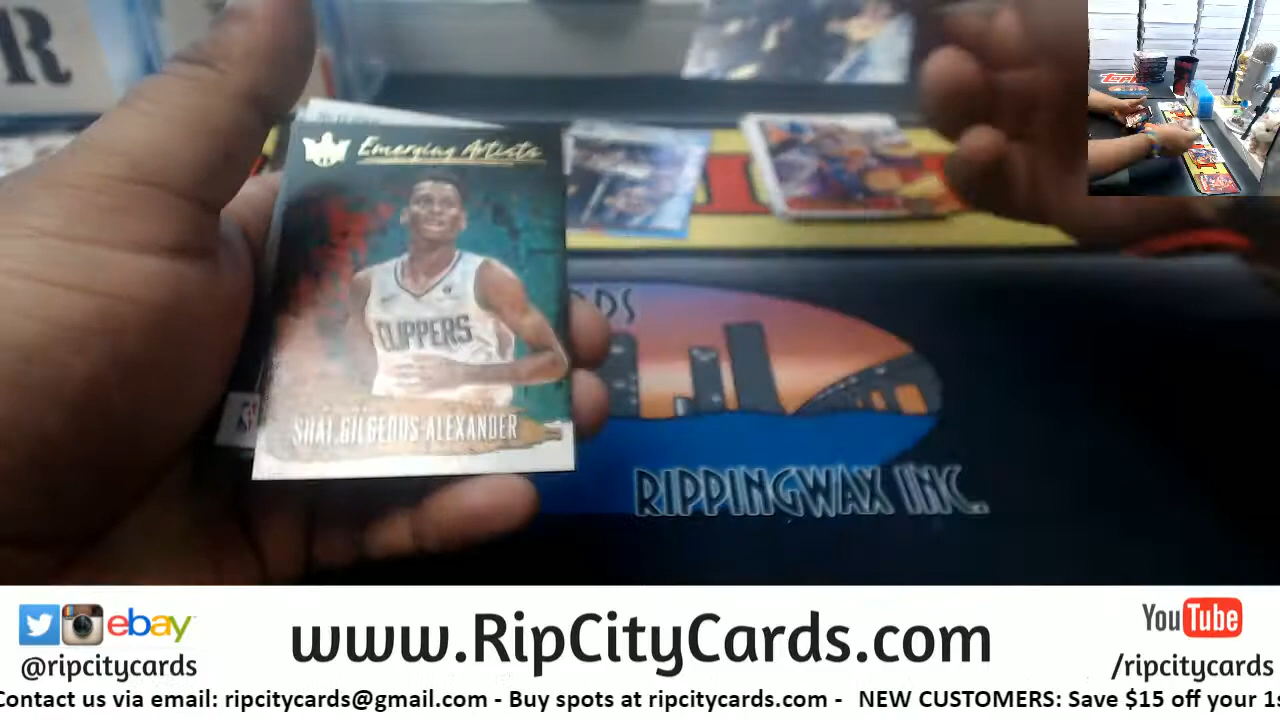 R
Emerging Artists
CLIPPERS
SHAI GILGEOUS-ALEXANDER
RIPPINGWAX INC.
ebay
@ripcitycards
www.RipCityCards.com
YouTube
/ripcitycards
Contact us via email: ripcitycards@gmail.com - Buy spots at ripcitycards.com - NEW CUSTOMERS: Save $15 off your